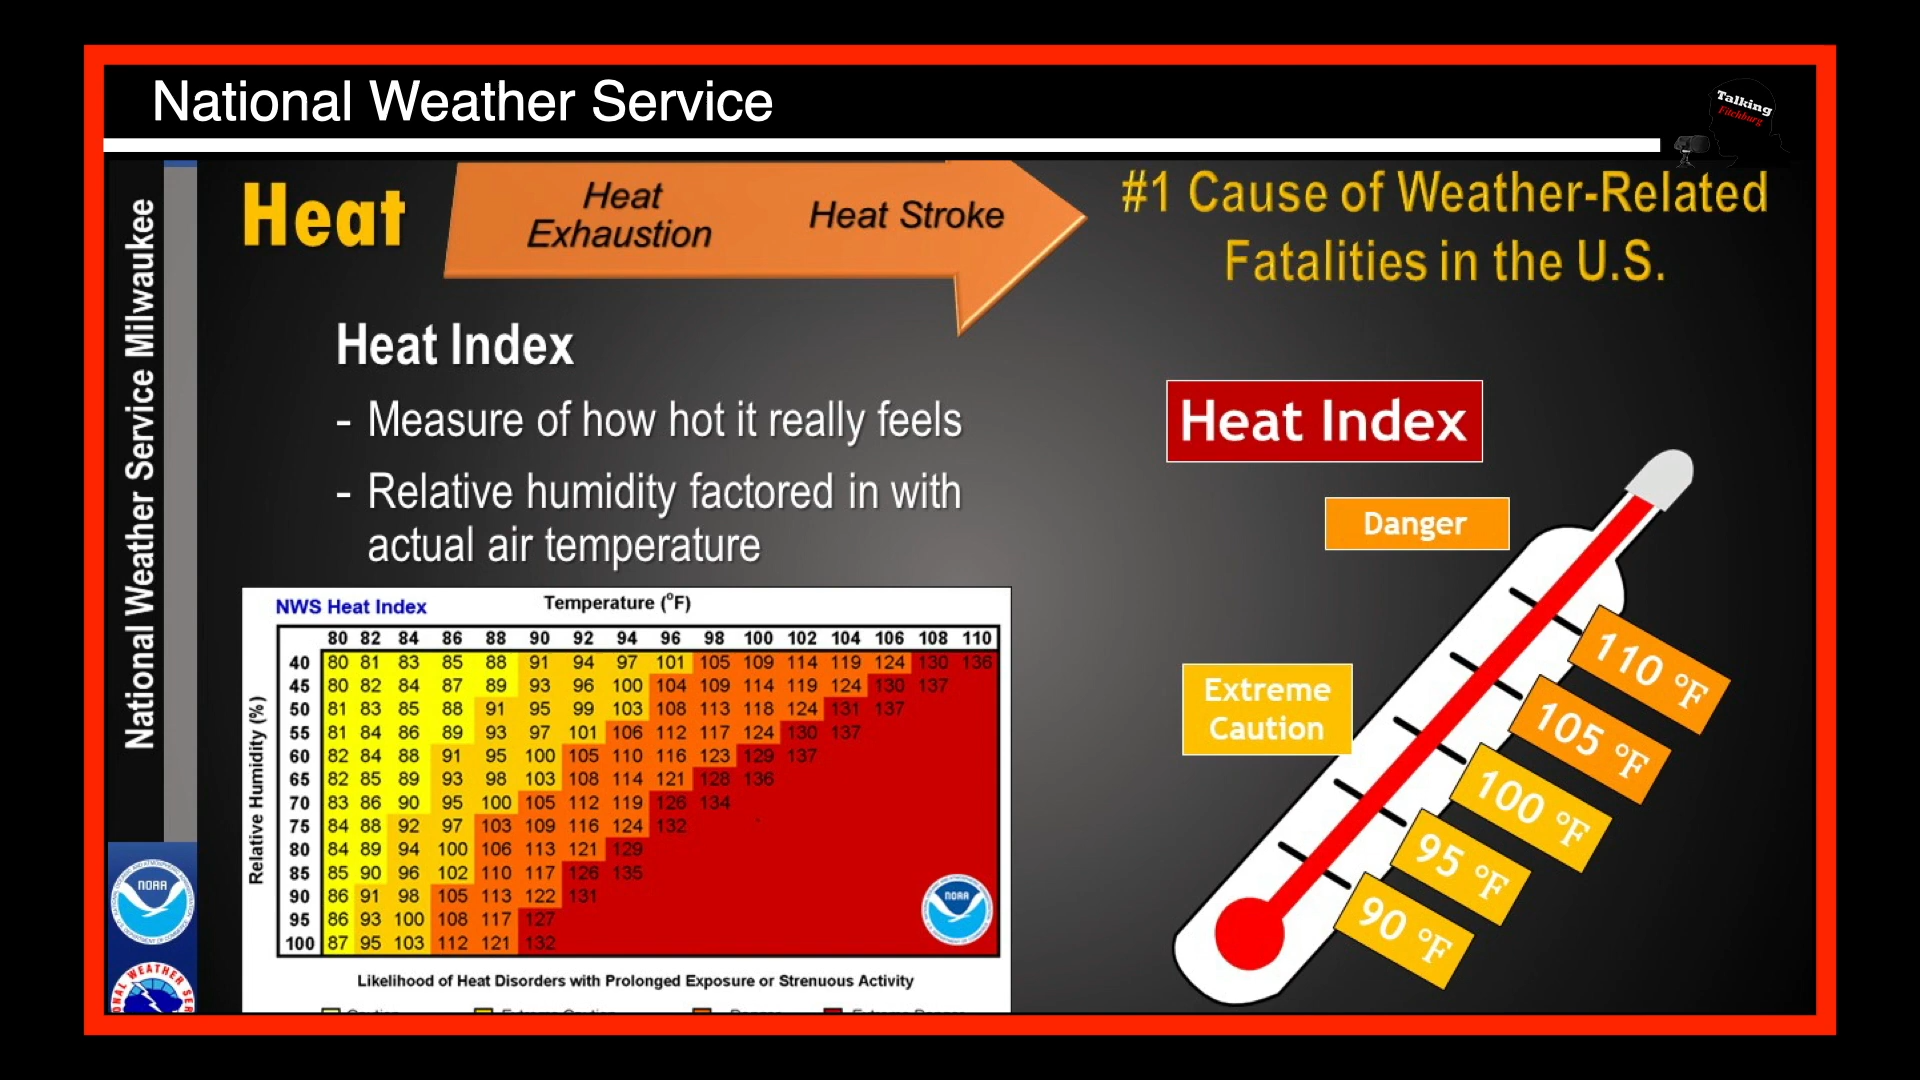 National Weather Service
Talking
Fitchburg
National Weather Service Milwaukee
Heat
Heat
Exhaustion
Heat Stroke
#1 Cause of Weather-Related
Fatalities in the U.S.
Heat Index
- Measure of how hot it really feels
- Relative humidity factored in with
actual air temperature
NWS Heat Index
Temperature (°F)
80 82 84 86 88 90 92 94 96 98 100 102 104 106 108 110
Relative Humidity (%)
40 80 81 83 85 88 91 94 97 101 105 109 114 119 124 130 136
45 80 82 84 87 89 93 96 100 104 109 114 119 124 130 137
50 81 83 85 88 91 95 99 103 108 113 118 124 131 137
55 81 84 86 89 93 97 101 106 112 117 124 130 137
60 82 84 88 91 95 100 105 110 116 123 129 137
65 82 85 89 93 98 103 108 114 121 128 136
70 83 86 90 95 100 105 112 119 126 134
75 84 88 92 97 103 109 116 124 132
80 84 89 94 100 106 113 121 129
85 85 90 96 102 110 117 126 135
90 86 91 98 105 113 122 131
95 86 93 100 108 117 127
100 87 95 103 112 121 132
NOAA
Likelihood of Heat Disorders with Prolonged Exposure or Strenuous Activity
Heat Index
Danger
Extreme
Caution
110 °F
105 °F
100 °F
95 °F
90 °F
NOAA
WEATHER